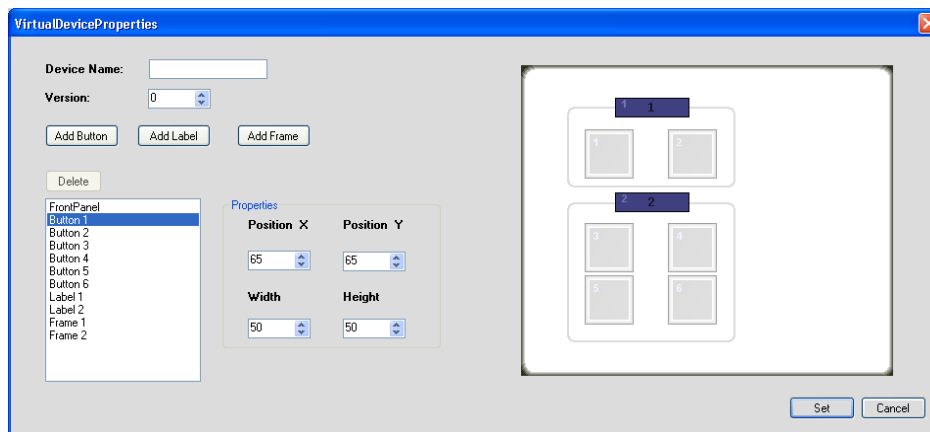 VirtualDeviceProperties
Device Name:
Version:
0
Add Button
Add Label
Add Frame
Delete
FrontPanel
Button 1
Button 2
Button 3
Button 4
Button 5
Button 6
Label 1
Label 2
Frame 1
Frame 2
Properties
Position X
Position Y
65
65
Width
Height
50
50
1
1
1
2
2
2
3
4
5
6
Set
Cancel